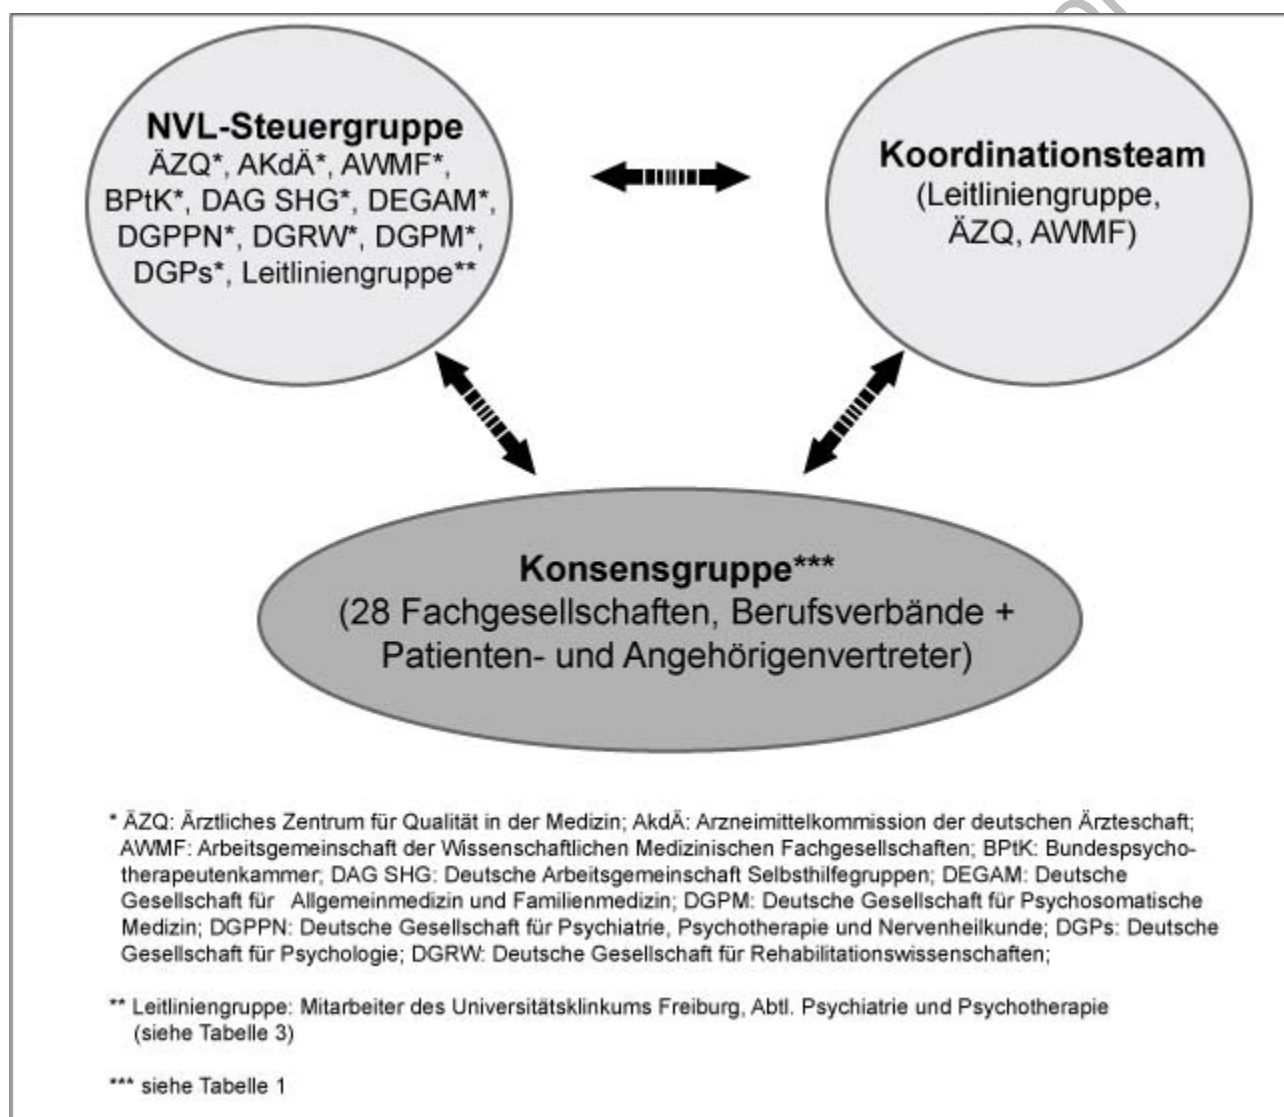 NVL-Steuergruppe
ÄZQ*, AKdÄ*, AWMF*,
BPtK*, DAG SHG*, DEGAM*,
DGPPN*, DGRW*, DGPM*,
DGPs*, Leitliniengruppe**
Koordinationsteam
(Leitliniengruppe,
ÄZQ, AWMF)
Konsensgruppe***
(28 Fachgesellschaften, Berufsverbände +
Patienten- und Angehörigenvertreter)
* ÄZQ: Ärztliches Zentrum für Qualität in der Medizin; AkdÄ: Arzneimittelkommission der deutschen Ärzteschaft;
AWMF: Arbeitsgemeinschaft der Wissenschaftlichen Medizinischen Fachgesellschaften; BPtK: Bundespsycho-
therapeutenkammer; DAG SHG: Deutsche Arbeitsgemeinschaft Selbsthilfegruppen; DEGAM: Deutsche
Gesellschaft für Allgemeinmedizin und Familienmedizin; DGPM: Deutsche Gesellschaft für Psychosomatische
Medizin; DGPPN: Deutsche Gesellschaft für Psychiatrie, Psychotherapie und Nervenheilkunde; DGPs: Deutsche
Gesellschaft für Psychologie; DGRW: Deutsche Gesellschaft für Rehabilitationswissenschaften;
** Leitliniengruppe: Mitarbeiter des Universitätsklinkums Freiburg, Abtl. Psychiatrie und Psychotherapie
(siehe Tabelle 3)
*** siehe Tabelle 1